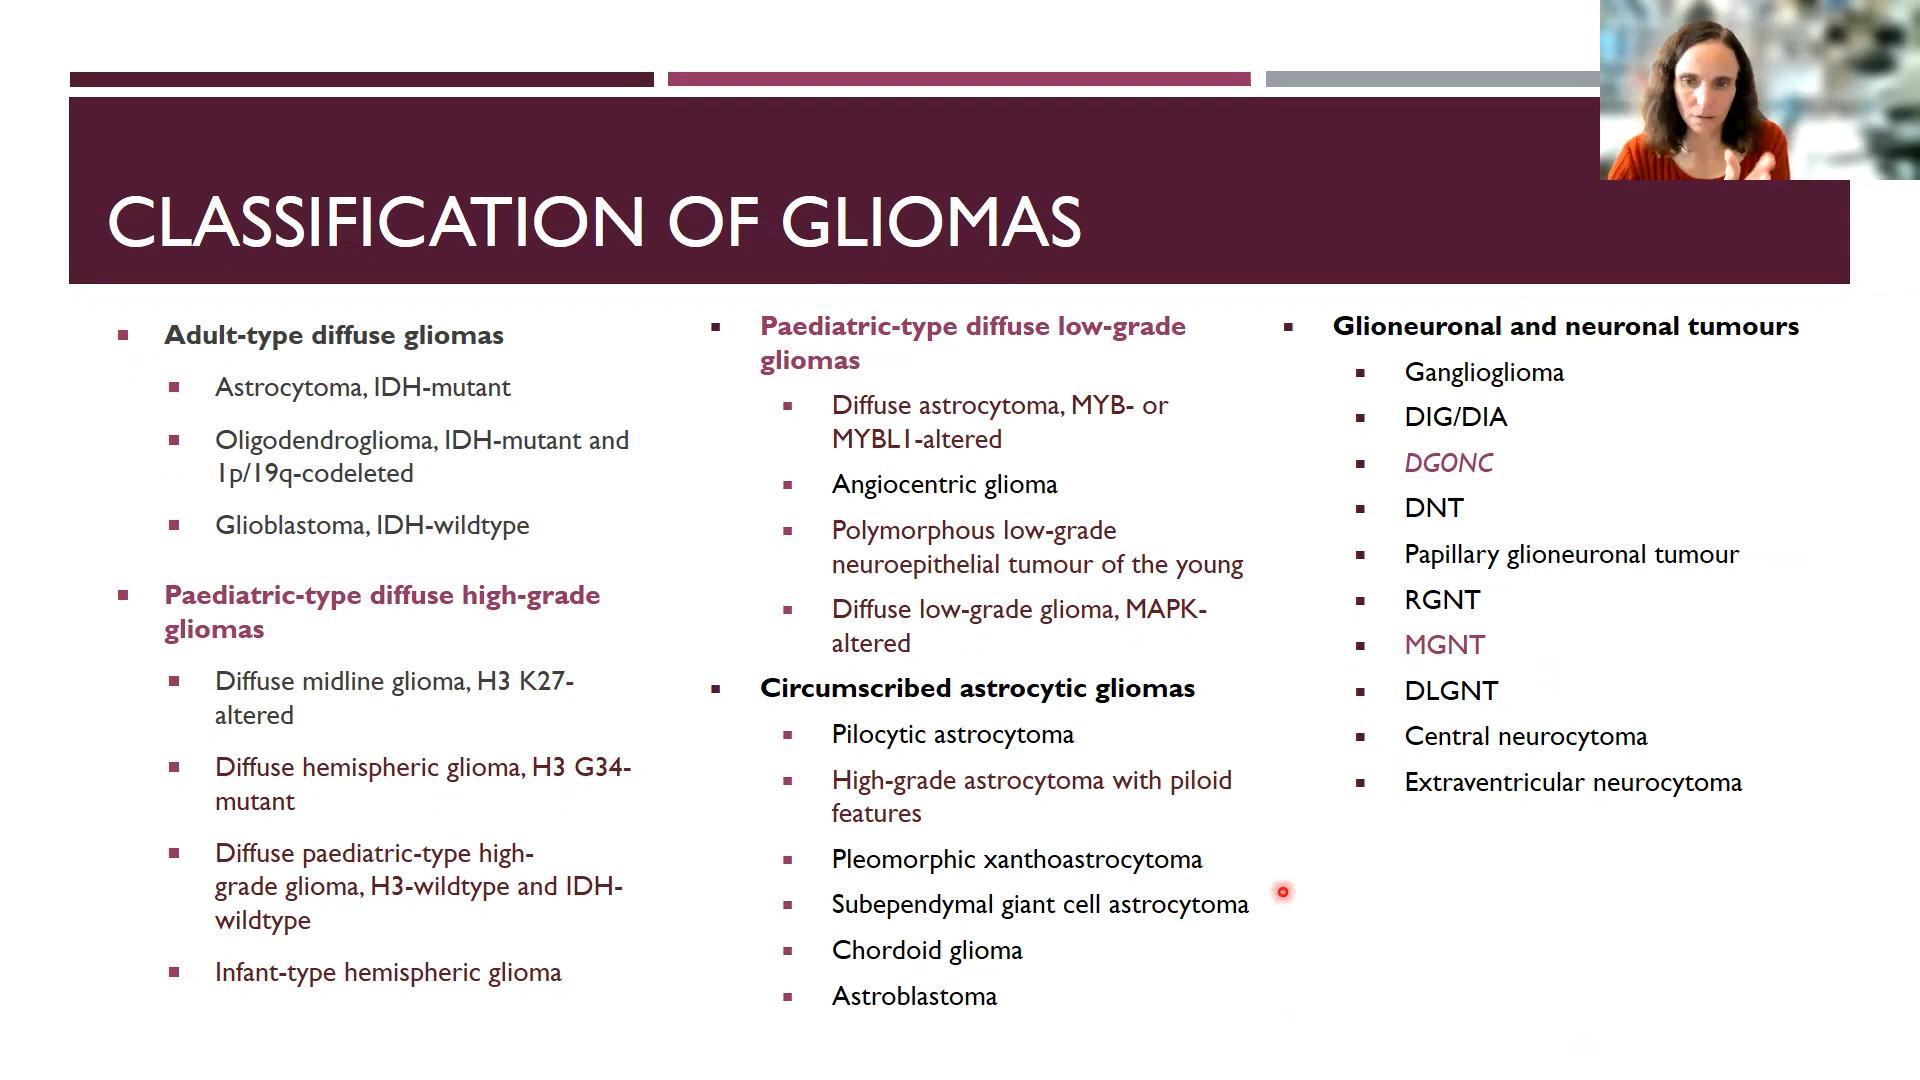 CLASSIFICATION OF GLIOMAS
Adult-type diffuse gliomas
Astrocytoma, IDH-mutant
Oligodendroglioma, IDH-mutant and
1p/19q-codeleted
Glioblastoma, IDH-wildtype
Paediatric-type diffuse high-grade
gliomas
Diffuse midline glioma, H3 K27-
altered
Diffuse hemispheric glioma, H3 G34-
mutant
Diffuse paediatric-type high-
grade glioma, H3-wildtype and IDH-
wildtype
Infant-type hemispheric glioma
Paediatric-type diffuse low-grade
gliomas
Diffuse astrocytoma, MYB- or
MYBL1-altered
Angiocentric glioma
Polymorphous low-grade
neuroepithelial tumour of the young
Diffuse low-grade glioma, MAPK-
altered
Circumscribed astrocytic gliomas
Pilocytic astrocytoma
High-grade astrocytoma with piloid
features
Pleomorphic xanthoastrocytoma
Subependymal giant cell astrocytoma
Chordoid glioma
Astroblastoma
Glioneuronal and neuronal tumours
Ganglioglioma
DIG/DIA
DGONC
DNT
Papillary glioneuronal tumour
RGNT
MGNT
DLGNT
Central neurocytoma
Extraventricular neurocytoma